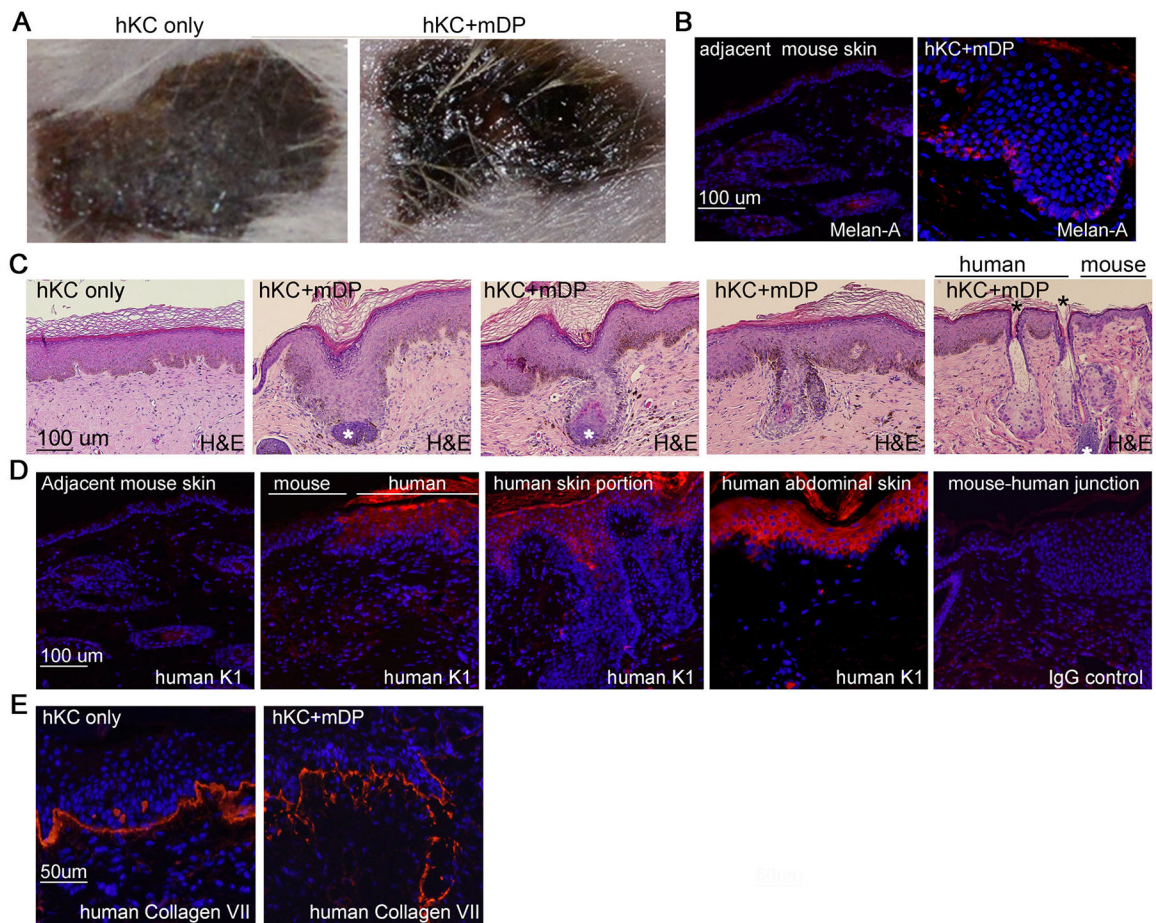 A
hKC only
hKC+mDP
B
adjacent mouse skin
100 um
Melan-A
hKC+mDP
Melan-A
C
hKC only
100 um
H&E
hKC+mDP
*
H&E
hKC+mDP
*
H&E
hKC+mDP
H&E
human
mouse
hKC+mDP
* *
H&E
*
D
Adjacent mouse skin
100 um
human K1
mouse
human
human K1
human skin portion
human K1
human abdominal skin
human K1
mouse-human junction
IgG control
E
hKC only
50um
human Collagen VII
hKC+mDP
human Collagen VII